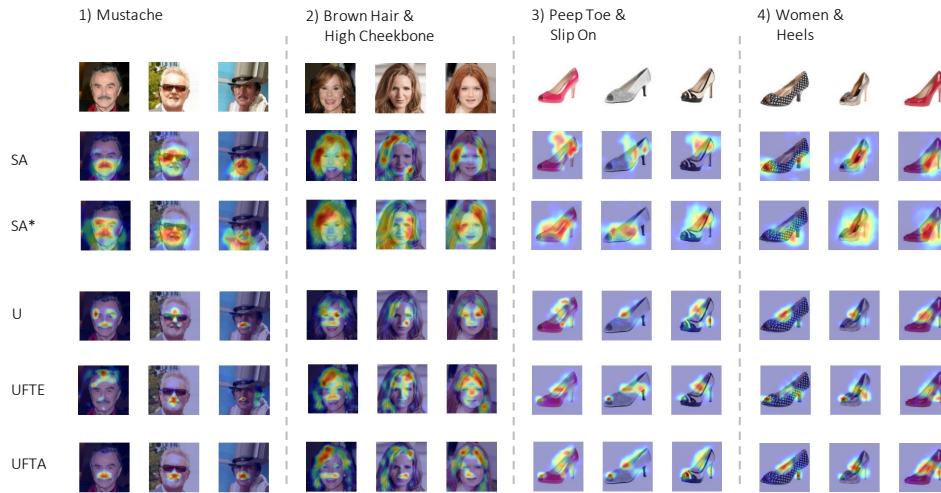 1) Mustache
2) Brown Hair &
High Cheekbone
3) Peep Toe &
Slip On
4) Women &
Heels
SA
SA*
U
UFTE
UFTA